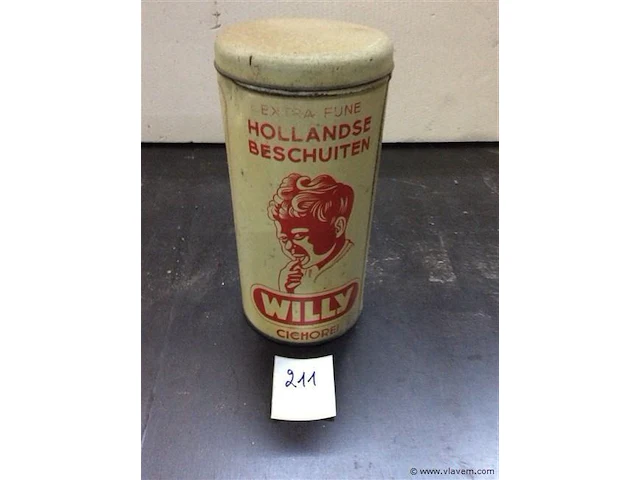 EXTRA FIJNE
HOLLANDSE
BESCHUITEN
WILLY
CICHOREI
211
© www.vlavem.com